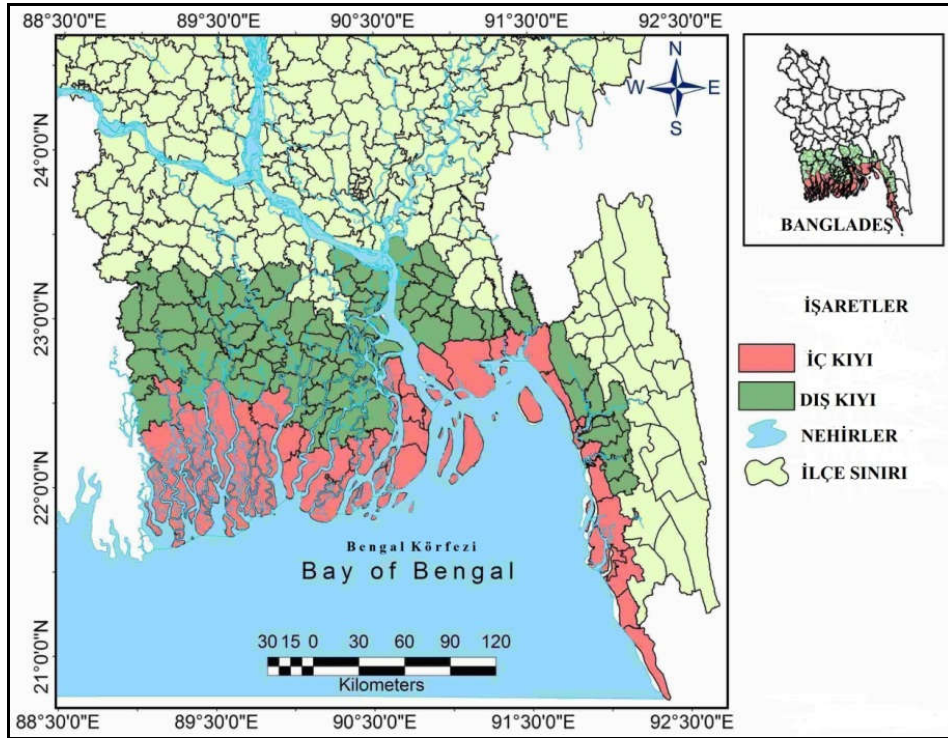 88°30'0"E 89°30'0"E 90°30'0"E 91°30'0"E 92°30'0"E
N
W E
S
24°0'0"N
23°0'0"N
22°0'0"N
21°0'0"N
BANGLADEŞ
İŞARETLER
İÇ KIYI
DIŞ KIYI
NEHİRLER
İLÇE SINIRI
Bengal Körfezi
Bay of Bengal
30 15 0 30 60 90 120
Kilometers
88°30'0"E 89°30'0"E 90°30'0"E 91°30'0"E 92°30'0"E